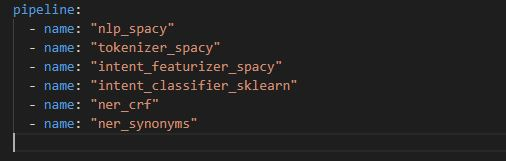 pipeline:
  - name: "nlp_spacy"
  - name: "tokenizer_spacy"
  - name: "intent_featurizer_spacy"
  - name: "intent_classifier_sklearn"
  - name: "ner_crf"
  - name: "ner_synonyms"